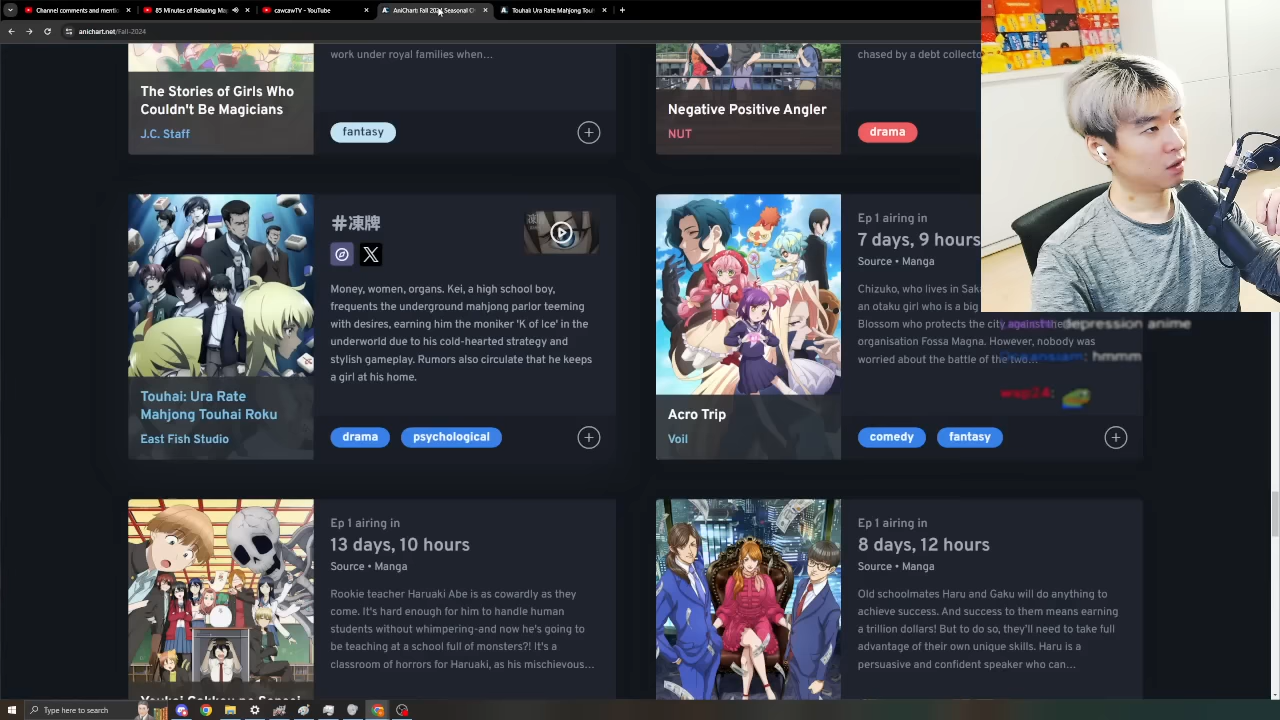 Channel comments and menti
85 Minutes of Relaxing Ma
cawcawTV - YouTube
AniChart: Fall 2024 Seasonal C
Touhai: Ura Rate Mahjong Tou
anichart.net/Fall-2024
work under royal families when…
The Stories of Girls Who
Couldn't Be Magicians
J.C. Staff
fantasy
chased by a debt collecto
Negative Positive Angler
NUT
drama
#凍牌
Money, women, organs. Kei, a high school boy,
frequents the underground mahjong parlor teeming
with desires, earning him the moniker 'K of Ice' in the
underworld due to his cold-hearted strategy and
stylish gameplay. Rumors also circulate that he keeps
a girl at his home.
Touhai: Ura Rate
Mahjong Touhai Roku
East Fish Studio
drama
psychological
Ep 1 airing in
7 days, 9 hours
Source • Manga
Chizuko, who lives in Saka
an otaku girl who is a big
Blossom who protects the city against the
organisation Fossa Magna. However, nobody was
worried about the battle of the two…
Acro Trip
Voil
comedy
fantasy
depression anime
hmmm
wag24:
Ep 1 airing in
13 days, 10 hours
Source • Manga
Rookie teacher Haruaki Abe is as cowardly as they
come. It's hard enough for him to handle human
students without whimpering-and now he's going to
be teaching at a school full of monsters?! It's a
classroom of horrors for Haruaki, as his mischievous…
Youkai Gakkou no Sensei
Ep 1 airing in
8 days, 12 hours
Source • Manga
Old schoolmates Haru and Gaku will do anything to
achieve success. And success to them means earning
a trillion dollars! But to do so, they'll need to take full
advantage of their own unique skills. Haru is a
persuasive and confident speaker who can…
Type here to search